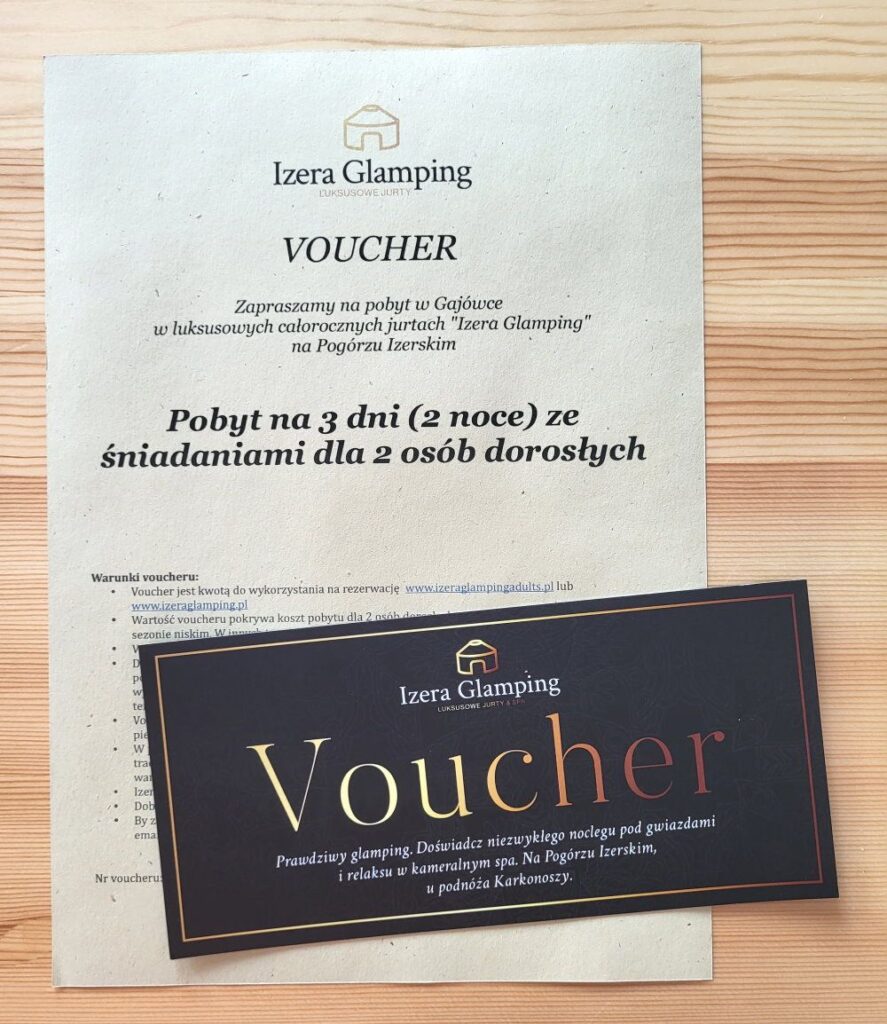 Izera Glamping
LUKSUSOWE JURTY
VOUCHER
Zapraszamy na pobyt w Gajówce
w luksusowych całorocznych jurtach "Izera Glamping"
na Pogórzu Izerskim
Pobyt na 3 dni (2 noce) ze
śniadaniami dla 2 osób dorosłych
Warunki voucheru:
• Voucher jest kwotą do wykorzystania na rezerwację www.izeraglampingadults.pl lub
www.izeraglamping.pl
• Wartość voucheru pokrywa koszt pobytu dla 2 osób
sezonie niskim. W
Nr voucheru:
Izera Glamping
LUKSUSOWE JURTY & SPA
Voucher
Prawdziwy glamping. Doświadcz niezwykłego noclegu pod gwiazdami
i relaksu w kameralnym spa. Na Pogórzu Izerskim,
u podnóża Karkonoszy.